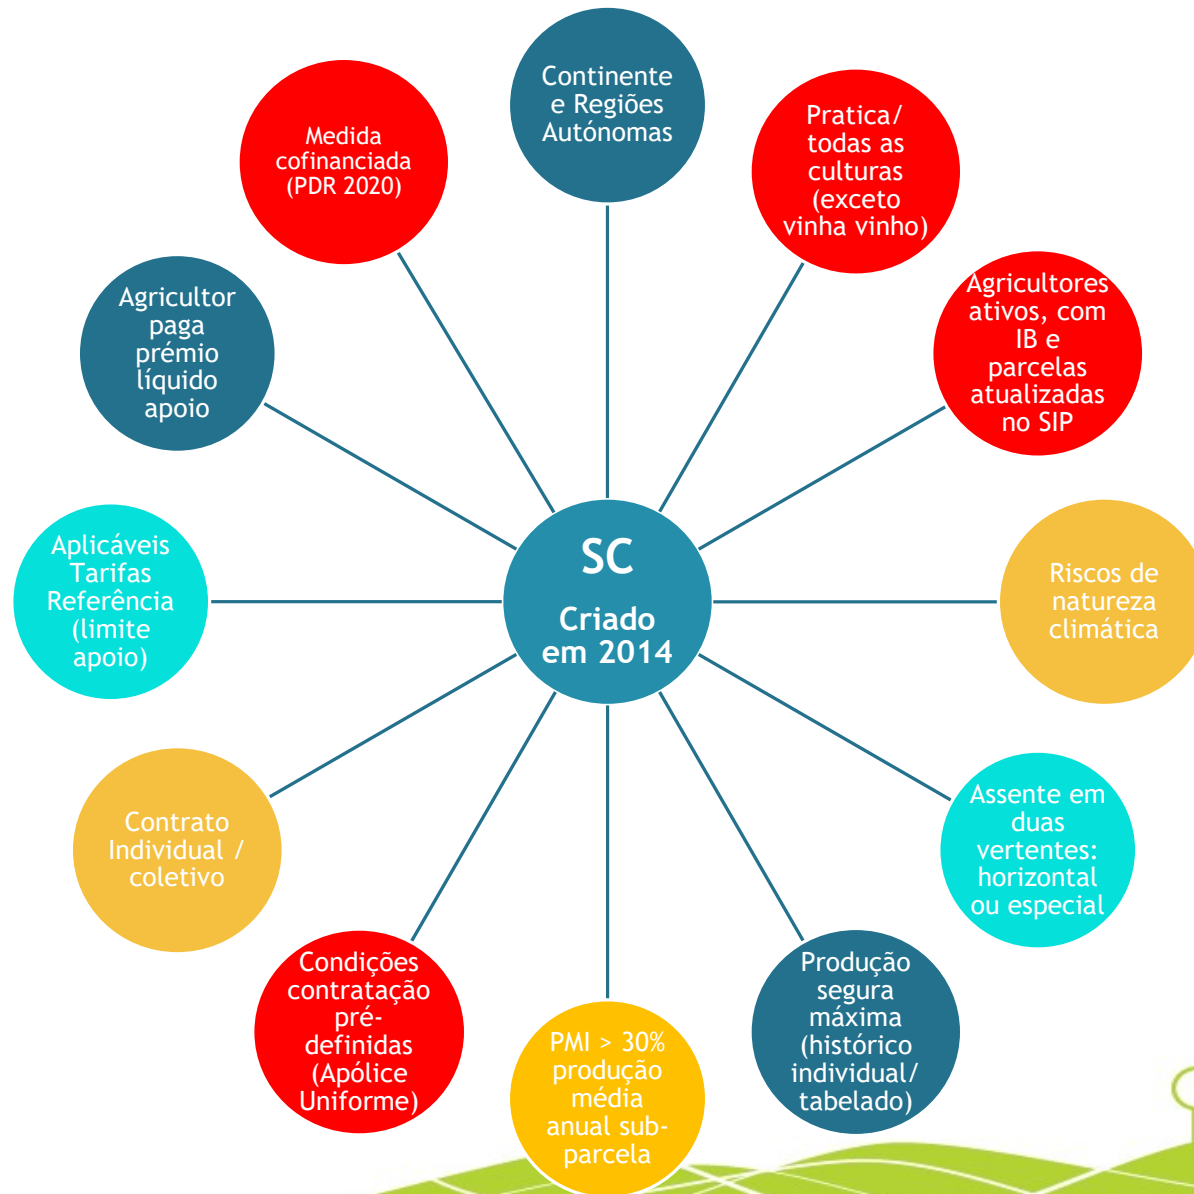 Continente
e Regiões
Autónomas
Pratica/
todas as
culturas
(exceto
vinha vinho)
Agricultores
ativos, com
IB e
parcelas
atualizadas
no SIP
Riscos de
natureza
climática
Assente em
duas
vertentes:
horizontal
ou especial
Produção
segura
máxima
(histórico
individual/
tabelado)
PMI > 30%
produção
média
anual sub-
parcela
Condições
contratação
pré-
definidas
(Apólice
Uniforme)
Contrato
Individual /
coletivo
Aplicáveis
Tarifas
Referência
(limite
apoio)
Agricultor
paga
prémio
líquido
apoio
Medida
cofinanciada
(PDR 2020)
SC
Criado
em 2014